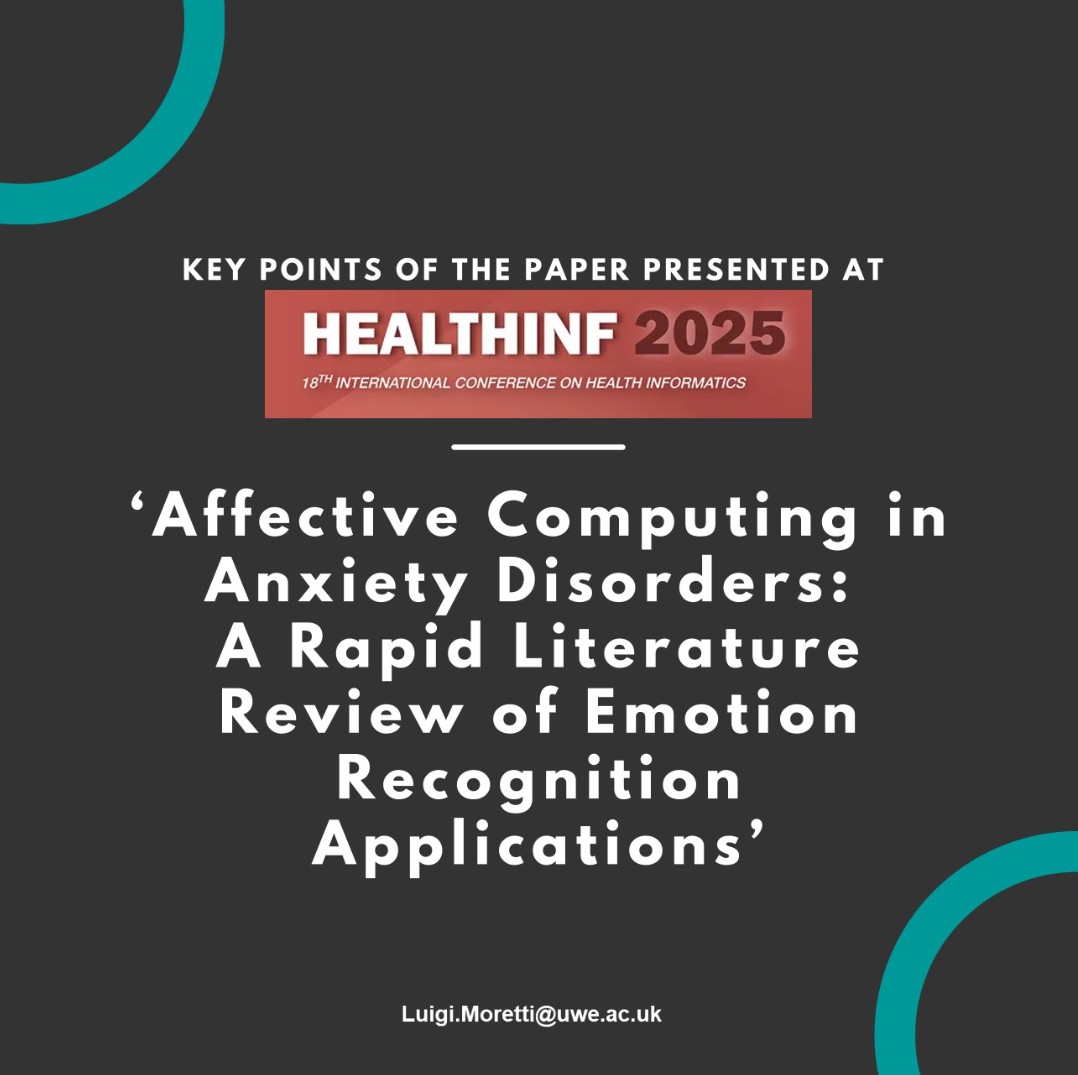 KEY POINTS OF THE PAPER PRESENTED AT
HEALTHINF 2025
18TH INTERNATIONAL CONFERENCE ON HEALTH INFORMATICS
‘Affective Computing in
Anxiety Disorders:
A Rapid Literature
Review of Emotion
Recognition
Applications’
Luigi.Moretti@uwe.ac.uk